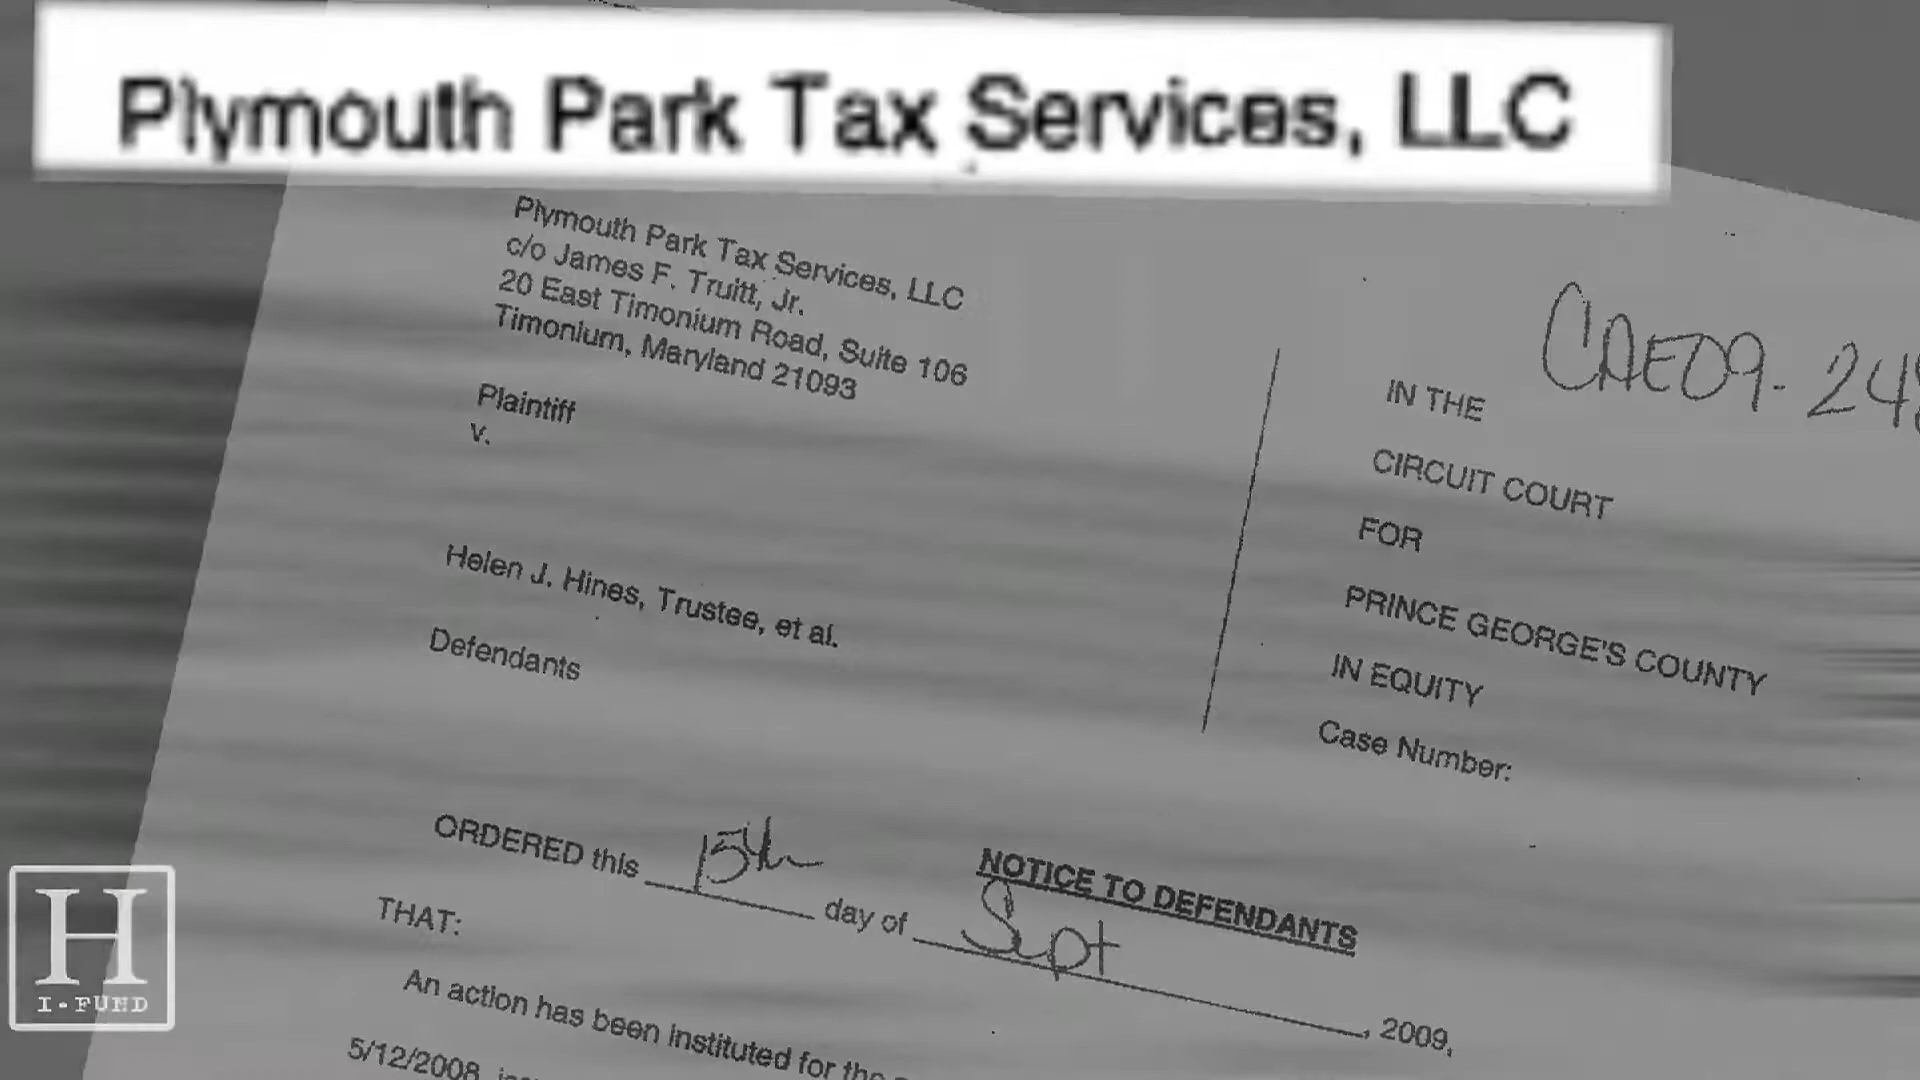 Plymouth Park Tax Services, LLC
Plymouth Park Tax Services, LLC
c/o James F. Truitt, Jr.
20 East Timonium Road, Suite 106
Timonium, Maryland 21093
Plaintiff
v.
Helen J. Hines, Trustee, et al.
Defendants
CAE09-24
IN THE
CIRCUIT COURT
FOR
PRINCE GEORGE'S COUNTY
IN EQUITY
Case Number:
NOTICE TO DEFENDANTS
ORDERED this 15th day of Sept, 2009,
THAT:
An action has been instituted for the
5/12/2008
H
I-FUND